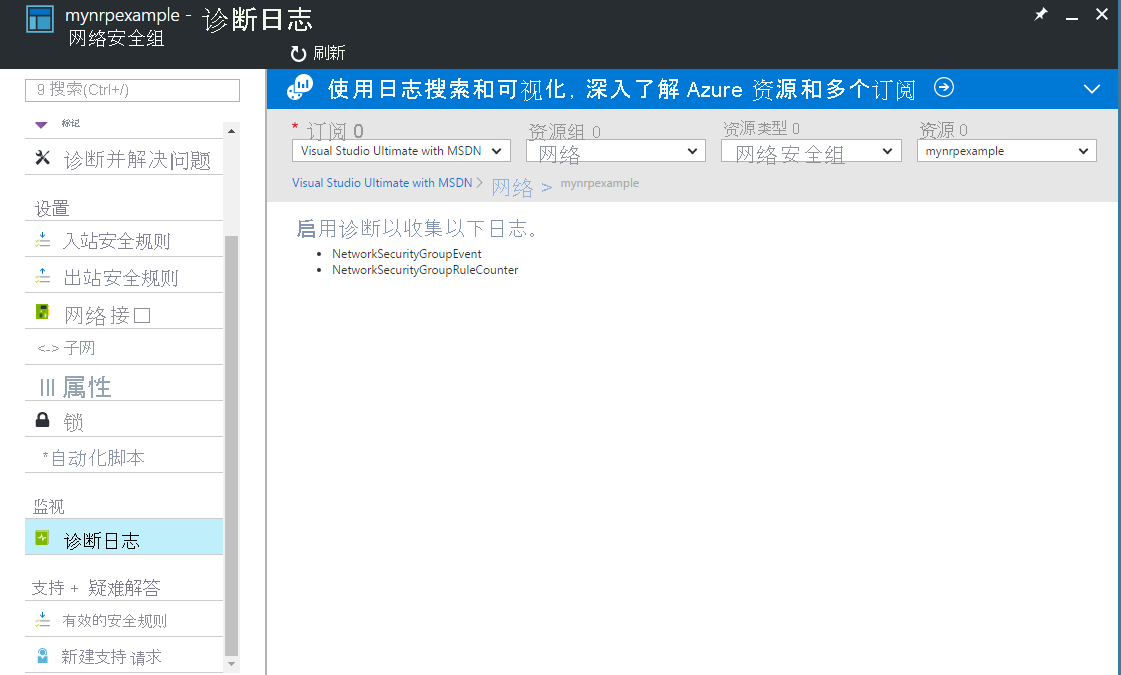 mynrpexample - 诊断日志
网络安全组
刷新
9 搜索(Ctrl+/)
标记
诊断并解决问题
设置
入站安全规则
出站安全规则
网络接口
<-> 子网
属性
锁
*自动化脚本
监视
诊断日志
支持 + 疑难解答
有效的安全规则
新建支持请求
使用日志搜索和可视化, 深入了解 Azure 资源和多个订阅
* 订阅 0
Visual Studio Ultimate with MSDN
资源组 0
网络
资源类型 0
网络安全组
资源 0
mynrpexample
Visual Studio Ultimate with MSDN > 网络 > mynrpexample
启用诊断以收集以下日志。
• NetworkSecurityGroupEvent
• NetworkSecurityGroupRuleCounter